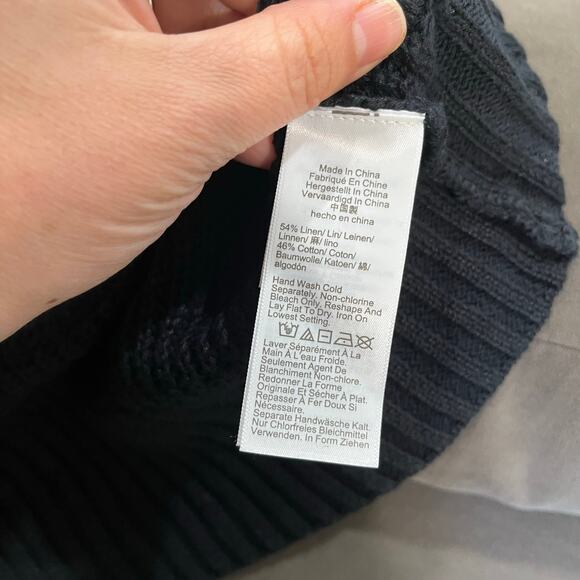 Made In China
Fabriqué En Chine
Hergestellt In China
Vervaardigd In China
中国製
hecho en china
54% Linen/ Lin/ Leinen/
Linnen/ 麻/ lino
46% Cotton/ Coton/
Baumwolle/ Katoen/ 綿/
algodón
Hand Wash Cold
Separately. Non-chlorine
Bleach Only. Reshape And
Lay Flat To Dry. Iron On
Lowest Setting.
Laver Séparément À La
Main À L'eau Froide.
Seulement Agent De
Blanchiment Non-chlore.
Redonner La Forme
Originale Et Sécher À Plat.
Repasser À Fer Doux Si
Nécessaire.
Separate Handwäsche Kalt.
Nur Chlorfreies Bleichmittel
Verwenden. In Form Ziehen